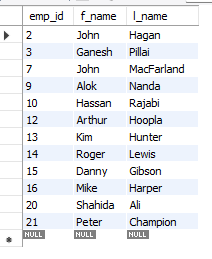 emp_id f_name l_name
2 John Hagan
3 Ganesh Pillai
7 John MacFarland
9 Alok Nanda
10 Hassan Rajabi
12 Arthur Hoopla
13 Kim Hunter
14 Roger Lewis
15 Danny Gibson
16 Mike Harper
20 Shahida Ali
21 Peter Champion
NULL NULL NULL